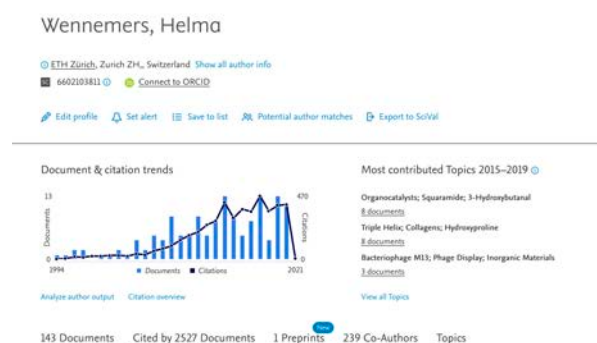 Wennemers, Helma
ETH Zürich, Zurich ZH,, Switzerland Show all author info
SC 6602103811 Connect to ORCID
Edit profile Set alert Save to list Potential author matches Export to SciVal
Document & citation trends
13
470
Documents
Citations
0
0
1994
2021
Documents Citations
Analyze author output Citation overview
Most contributed Topics 2015–2019
Organocatalysts; Squaramide; 3-Hydroxybutanal
8 documents
Triple Helix; Collagens; Hydroxyproline
8 documents
Bacteriophage M13; Phage Display; Inorganic Materials
3 documents
View all Topics
New
143 Documents Cited by 2527 Documents 1 Preprints 239 Co-Authors Topics